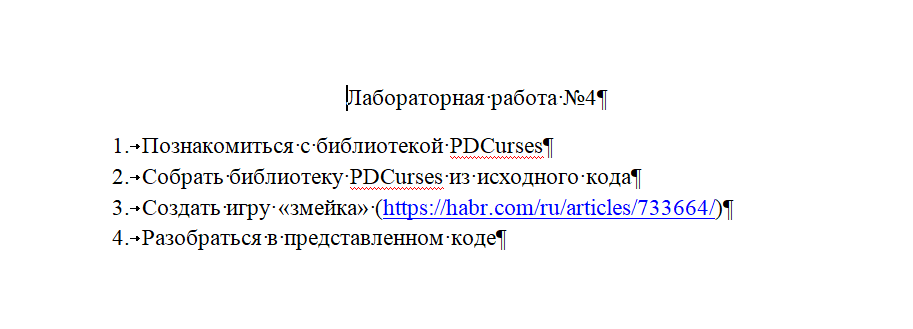 Лабораторная·работа·№4¶
1.→Познакомиться·с·библиотекой·PDCurses¶
2.→Собрать·библиотеку·PDCurses·из·исходного·кода¶
3.→Создать·игру·«змейка»·(https://habr.com/ru/articles/733664/)¶
4.→Разобраться·в·представленном·коде¶